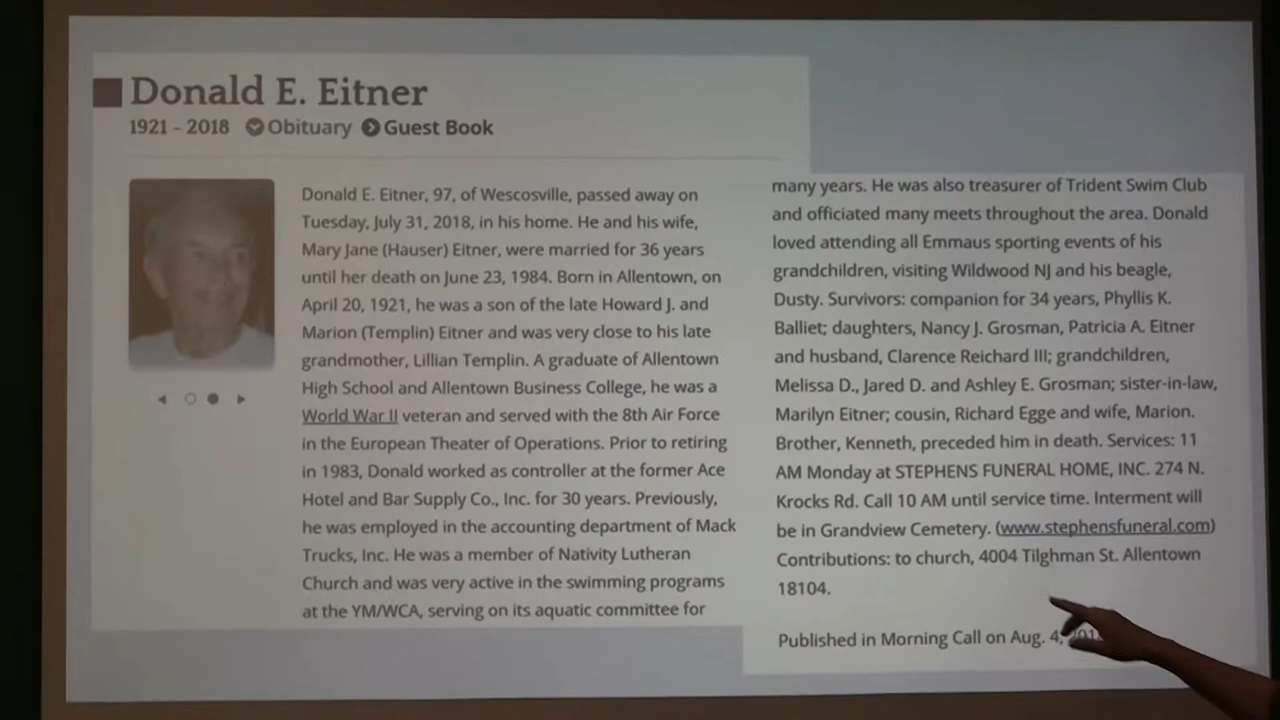 Donald E. Eitner
1921 - 2018 Obituary Guest Book
Donald E. Eitner, 97, of Wescosville, passed away on
Tuesday, July 31, 2018, in his home. He and his wife,
Mary Jane (Hauser) Eitner, were married for 36 years
until her death on June 23, 1984. Born in Allentown, on
April 20, 1921, he was a son of the late Howard J. and
Marion (Templin) Eitner and was very close to his late
grandmother, Lillian Templin. A graduate of Allentown
High School and Allentown Business College, he was a
World War II veteran and served with the 8th Air Force
in the European Theater of Operations. Prior to retiring
in 1983, Donald worked as controller at the former Ace
Hotel and Bar Supply Co., Inc. for 30 years. Previously,
he was employed in the accounting department of Mack
Trucks, Inc. He was a member of Nativity Lutheran
Church and was very active in the swimming programs
at the YM/WCA, serving on its aquatic committee for
many years. He was also treasurer of Trident Swim Club
and officiated many meets throughout the area. Donald
loved attending all Emmaus sporting events of his
grandchildren, visiting Wildwood NJ and his beagle,
Dusty. Survivors: companion for 34 years, Phyllis K.
Balliet; daughters, Nancy J. Grosman, Patricia A. Eitner
and husband, Clarence Reichard III; grandchildren,
Melissa D., Jared D. and Ashley E. Grosman; sister-in-law,
Marilyn Eitner; cousin, Richard Egge and wife, Marion.
Brother, Kenneth, preceded him in death. Services: 11
AM Monday at STEPHENS FUNERAL HOME, INC. 274 N.
Krocks Rd. Call 10 AM until service time. Interment will
be in Grandview Cemetery. (www.stephensfuneral.com)
Contributions: to church, 4004 Tilghman St. Allentown
18104.
Published in Morning Call on Aug. 4,